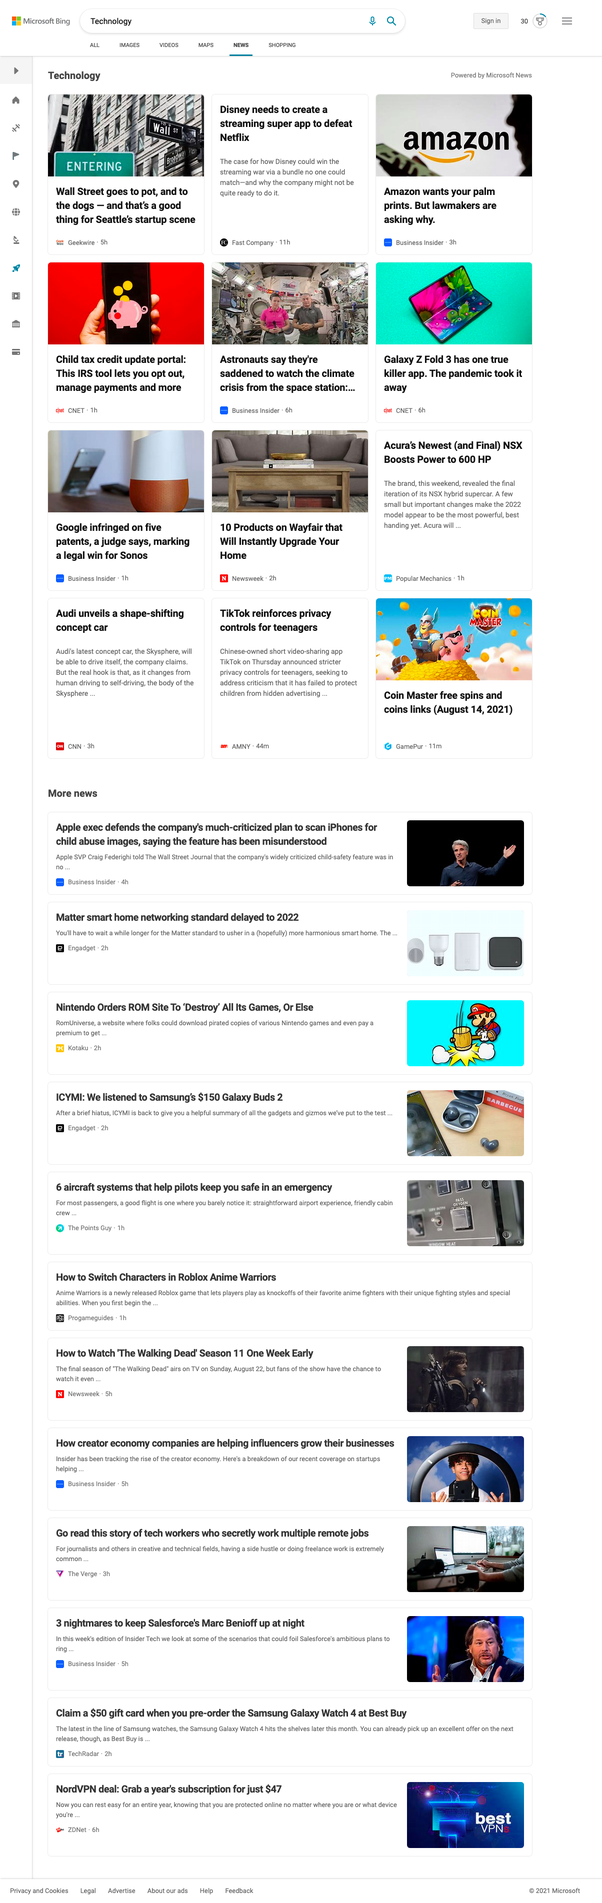 Microsoft Bing
Technology
Sign in
30
ALL
IMAGES
VIDEOS
MAPS
NEWS
SHOPPING
Technology
Powered by Microsoft News
Wall ST
ENTERING
Wall Street goes to pot, and to
the dogs — and that's a good
thing for Seattle's startup scene
Geekwire · 5h
Disney needs to create a
streaming super app to defeat
Netflix
The case for how Disney could win the
streaming war via a bundle no one could
match—and why the company might not be
quite ready to do it.
Fast Company · 11h
amazon
Amazon wants your palm
prints. But lawmakers are
asking why.
Business Insider · 3h
Child tax credit update portal:
This IRS tool lets you opt out,
manage payments and more
CNET · 1h
Astronauts say they're
saddened to watch the climate
crisis from the space station:...
Business Insider · 6h
Galaxy Z Fold 3 has one true
killer app. The pandemic took it
away
CNET · 6h
Google infringed on five
patents, a judge says, marking
a legal win for Sonos
Business Insider · 1h
10 Products on Wayfair that
Will Instantly Upgrade Your
Home
Newsweek · 2h
Acura's Newest (and Final) NSX
Boosts Power to 600 HP
The brand, this weekend, revealed the final
iteration of its NSX hybrid supercar. A few
small but important changes make the 2022
model appear to be the most powerful, best
handing yet. Acura will ...
Popular Mechanics · 1h
Audi unveils a shape-shifting
concept car
Audi's latest concept car, the Skysphere, will
be able to drive itself, the company claims.
But the real hook is that, as it changes from
human driving to self-driving, the body of the
Skysphere ...
CNN · 3h
TikTok reinforces privacy
controls for teenagers
Chinese-owned short video-sharing app
TikTok on Thursday announced stricter
privacy controls for teenagers, seeking to
address criticism that it has failed to protect
children from hidden advertising ...
AMNY · 44m
COIN
MASTER
Coin Master free spins and
coins links (August 14, 2021)
GamePur · 11m
More news
Apple exec defends the company's much-criticized plan to scan iPhones for
child abuse images, saying the feature has been misunderstood
Apple SVP Craig Federighi told The Wall Street Journal that the company's widely criticized child-safety feature was in
no ...
Business Insider · 4h
Matter smart home networking standard delayed to 2022
You'll have to wait a while longer for the Matter standard to usher in a (hopefully) more harmonious smart home. The ...
Engadget · 2h
Nintendo Orders ROM Site To 'Destroy' All Its Games, Or Else
RomUniverse, a website where folks could download pirated copies of various Nintendo games and even pay a
premium to get ...
Kotaku · 2h
ICYMI: We listened to Samsung's $150 Galaxy Buds 2
After a brief hiatus, ICYMI is back to give you a helpful summary of all the gadgets and gizmos we've put to the test ...
Engadget · 2h
BARBECUE
6 aircraft systems that help pilots keep you safe in an emergency
For most passengers, a good flight is one where you barely notice it: straightforward airport experience, friendly cabin
crew ...
The Points Guy · 1h
How to Switch Characters in Roblox Anime Warriors
Anime Warriors is a newly released Roblox game that lets players play as knockoffs of their favorite anime fighters with their unique fighting styles and special
abilities. When you first begin the ...
Progameguides · 1h
How to Watch 'The Walking Dead' Season 11 One Week Early
The final season of "The Walking Dead" airs on TV on Sunday, August 22, but fans of the show have the chance to
watch it even ...
Newsweek · 5h
How creator economy companies are helping influencers grow their businesses
Insider has been tracking the rise of the creator economy. Here's a breakdown of our recent coverage on startups
helping ...
Business Insider · 5h
Go read this story of tech workers who secretly work multiple remote jobs
For journalists and others in creative and technical fields, having a side hustle or doing freelance work is extremely
common ...
The Verge · 3h
3 nightmares to keep Salesforce's Marc Benioff up at night
In this week's edition of Insider Tech we look at some of the scenarios that could foil Salesforce's ambitious plans to
ring ...
Business Insider · 5h
Claim a $50 gift card when you pre-order the Samsung Galaxy Watch 4 at Best Buy
The latest in the line of Samsung watches, the Samsung Galaxy Watch 4 hits the shelves later this month. You can already pick up an excellent offer on the next
release, though, as Best Buy is ...
TechRadar · 2h
NordVPN deal: Grab a year's subscription for just $47
Now you can rest easy for an entire year, knowing that you are protected online no matter where you are or what device
you're ...
ZDNet · 6h
best
VPNs
Privacy and Cookies
Legal
Advertise
About our ads
Help
Feedback
© 2021 Microsoft